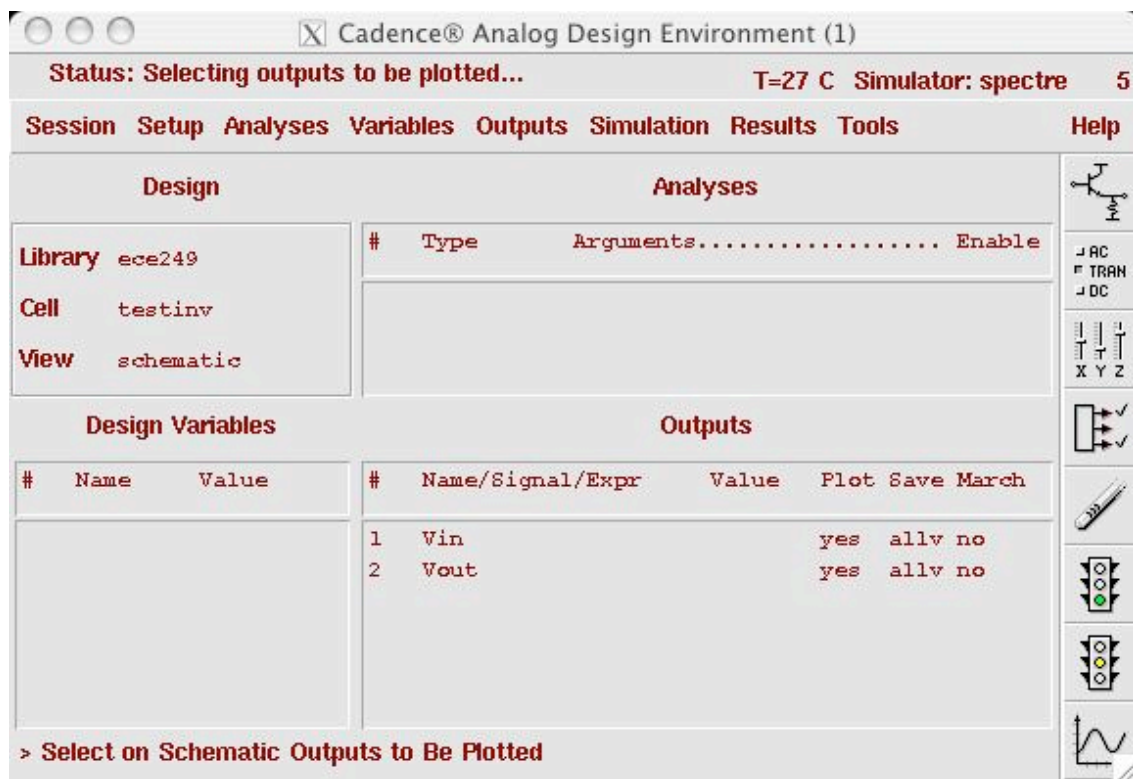 X Cadence® Analog Design Environment (1)
Status: Selecting outputs to be plotted... T=27 C Simulator: spectre 5
Session Setup Analyses Variables Outputs Simulation Results Tools Help
Design
Library ece249
Cell testinv
View schematic
Analyses
# Type Arguments.................. Enable
Design Variables
# Name Value
Outputs
# Name/Signal/Expr Value Plot Save March
1 Vin yes allv no
2 Vout yes allv no
AC
TRAN
DC
X Y Z
> Select on Schematic Outputs to Be Plotted